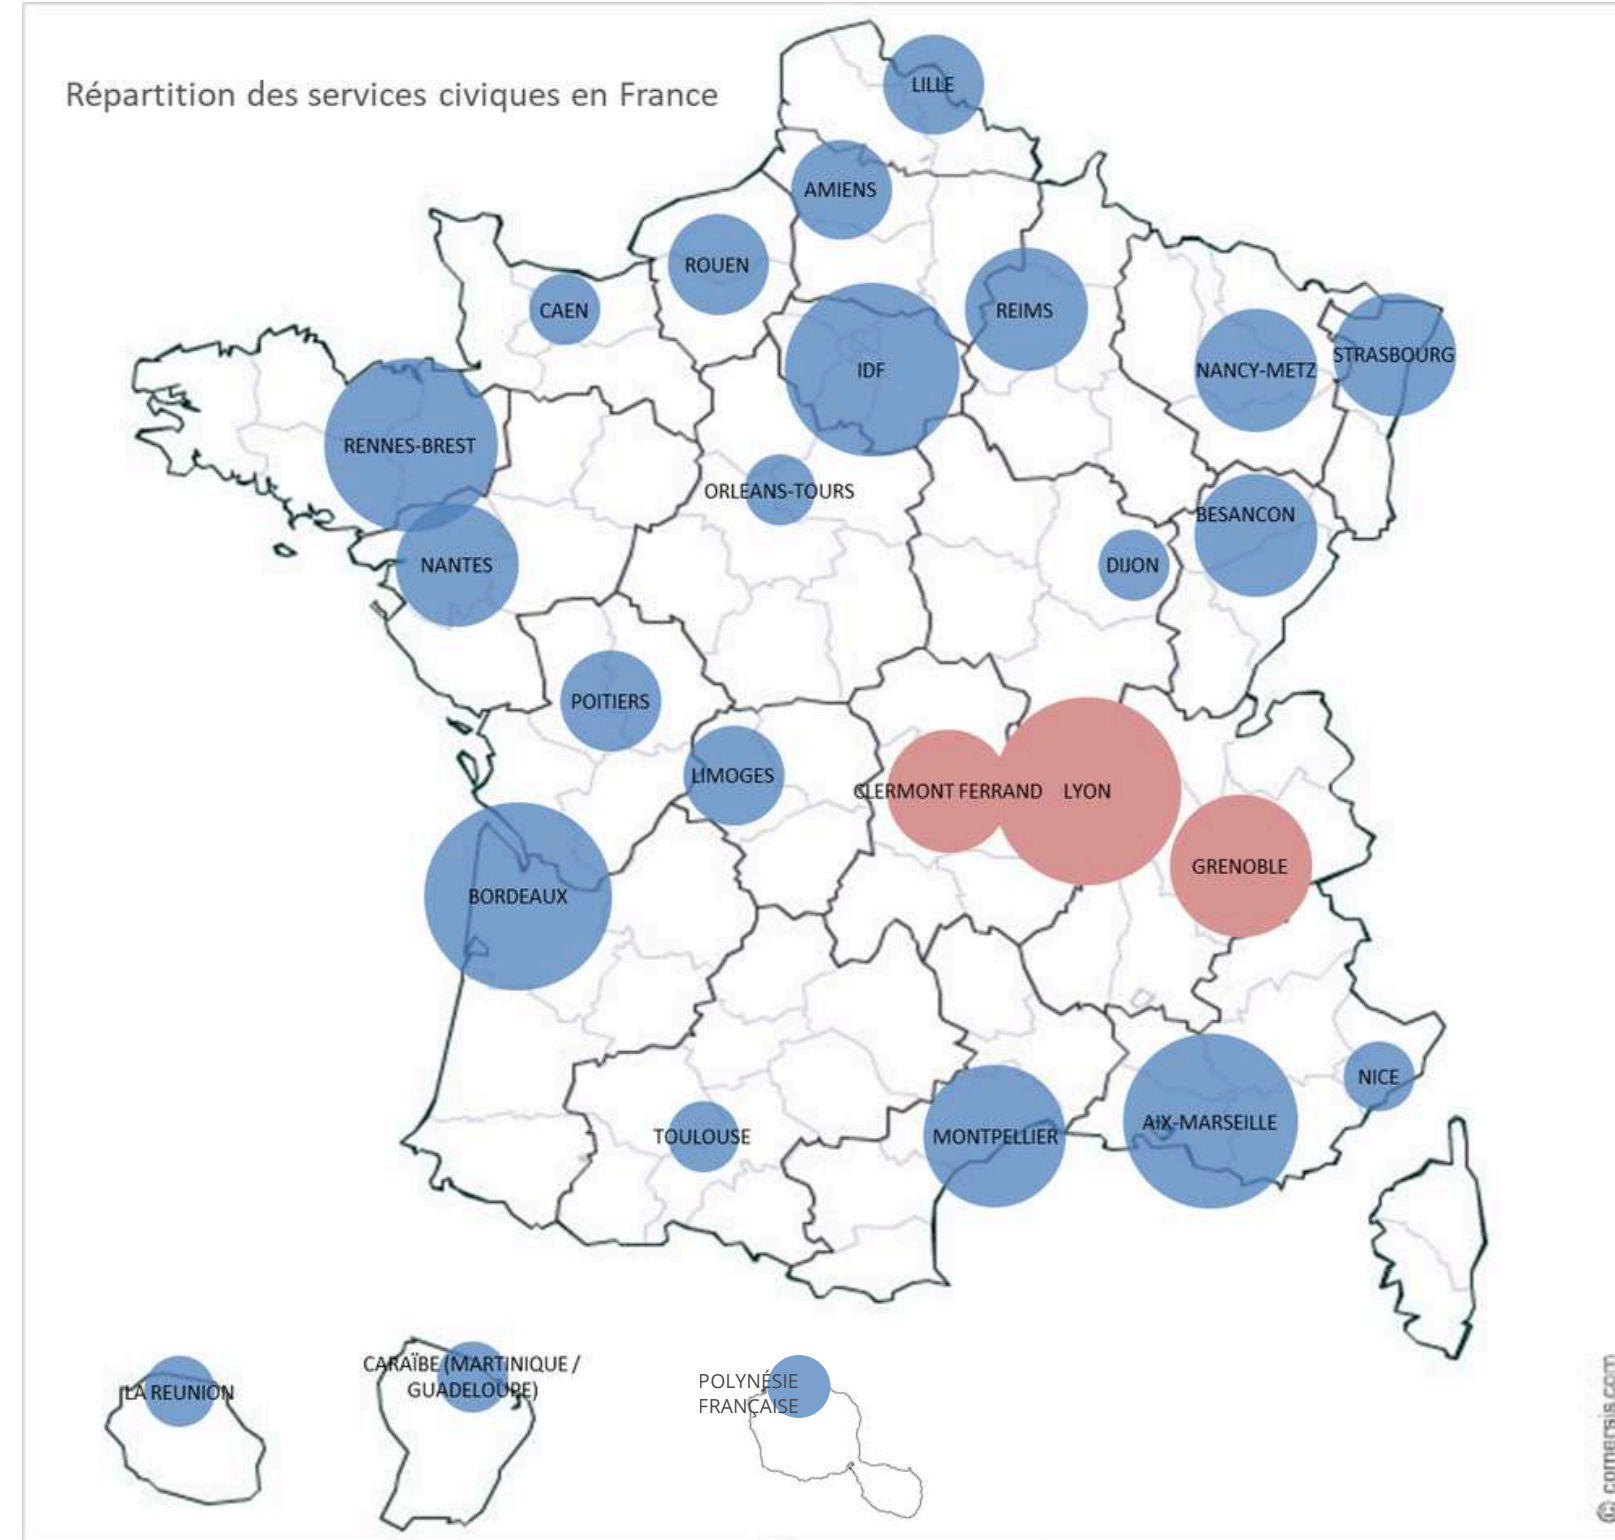 Répartition des services civiques en France
LILLE
AMIENS
ROUEN
CAEN
REIMS
IDF
STRASBOURG
NANCY-METZ
RENNES-BREST
ORLEANS-TOURS
BESANCON
NANTES
DIJON
POITIERS
LIMOGES
CLERMONT FERRAND
LYON
GRENOBLE
BORDEAUX
NICE
AIX-MARSEILLE
TOULOUSE
MONTPELLIER
LA REUNION
CARAÏBE (MARTINIQUE /
GUADELOUPE)
POLYNÉSIE
FRANÇAISE
© comersis.com